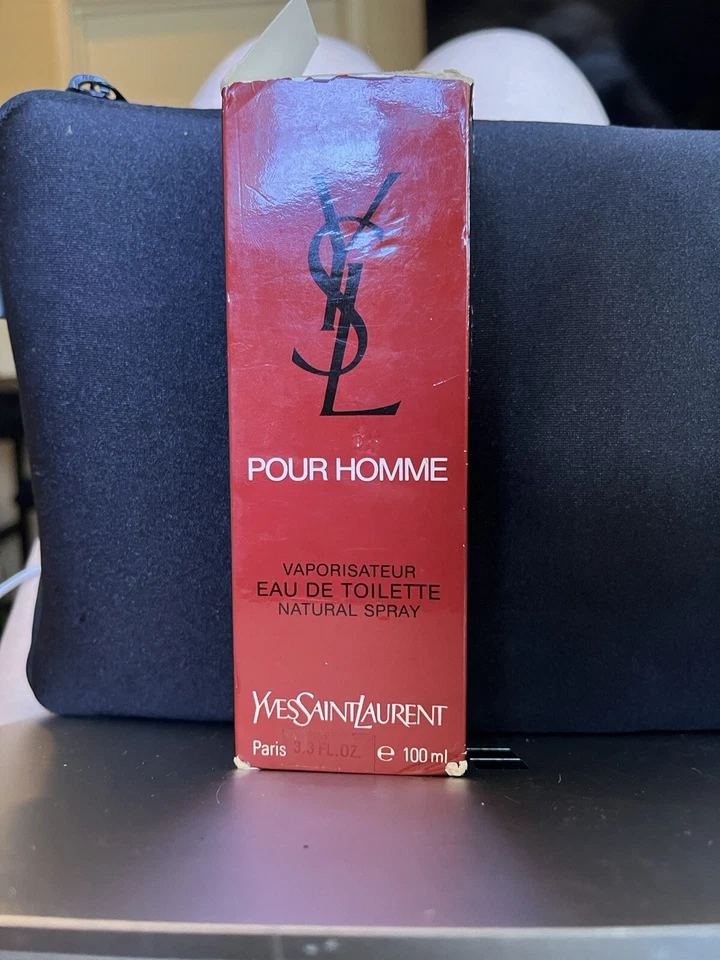 YSL
POUR HOMME
VAPORISATEUR
EAU DE TOILETTE
NATURAL SPRAY
YVESSAINTLAURENT
Paris 3.3 FL.OZ. e 100 ml